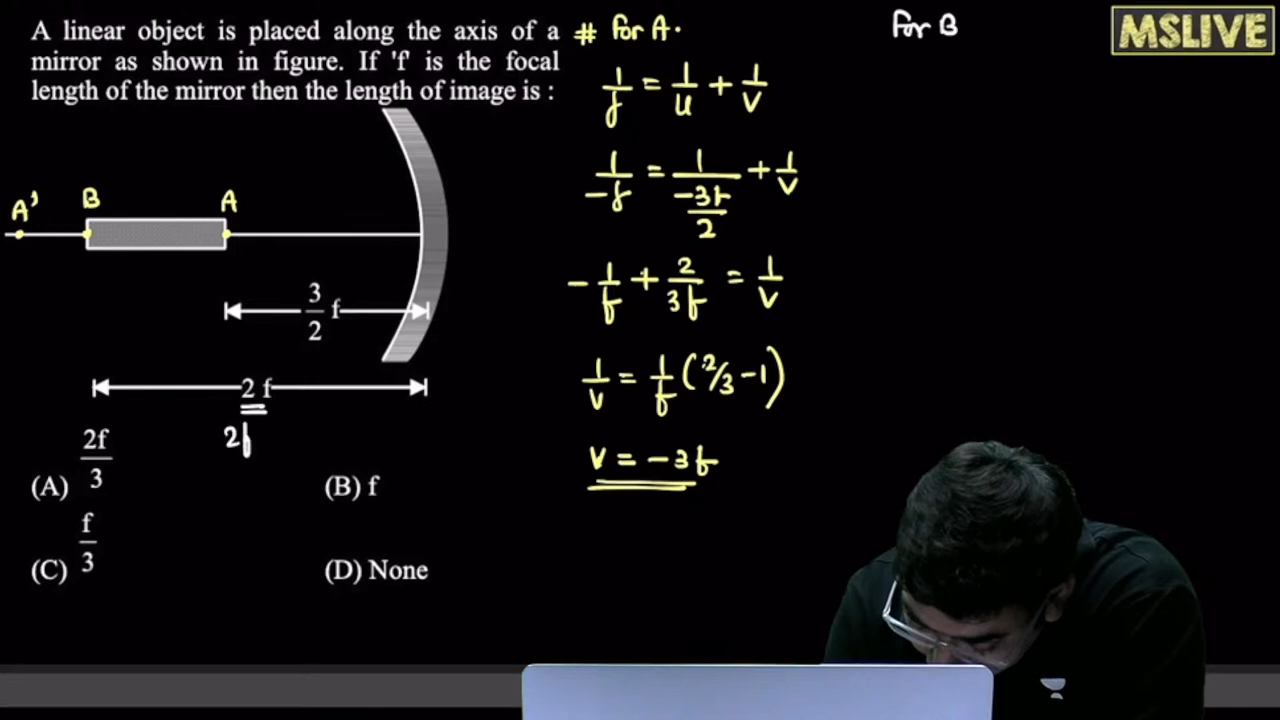 A linear object is placed along the axis of a
mirror as shown in figure. If 'f' is the focal
length of the mirror then the length of image is :
A' B A
3/2 f
2 f
2f
(A) 2f/3
(B) f
(C) f/3
(D) None
# for A.
1/f = 1/u + 1/v
1/-f = 1/(-3f/2) + 1/v
- 1/f + 2/3f = 1/v
1/v = 1/f (2/3 - 1)
v = -3f
for B
MSLIVE